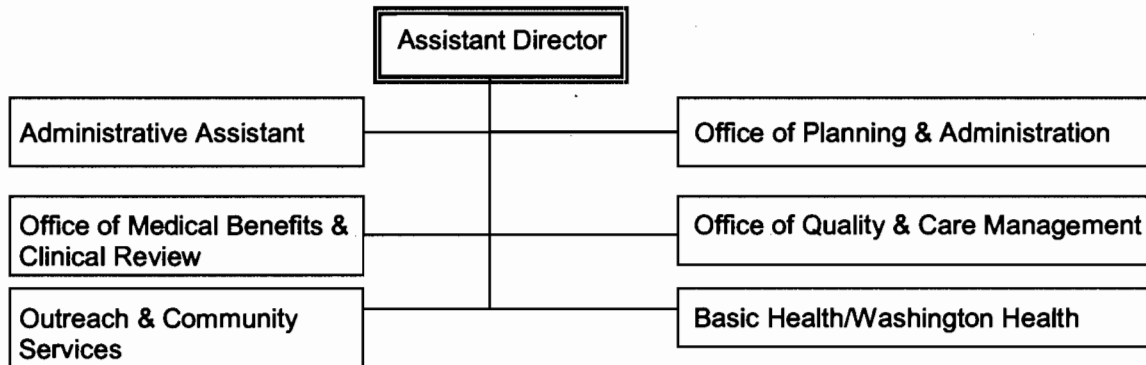 Assistant Director
Administrative Assistant
Office of Planning & Administration
Office of Medical Benefits &
Clinical Review
Office of Quality & Care Management
Outreach & Community
Services
Basic Health/Washington Health